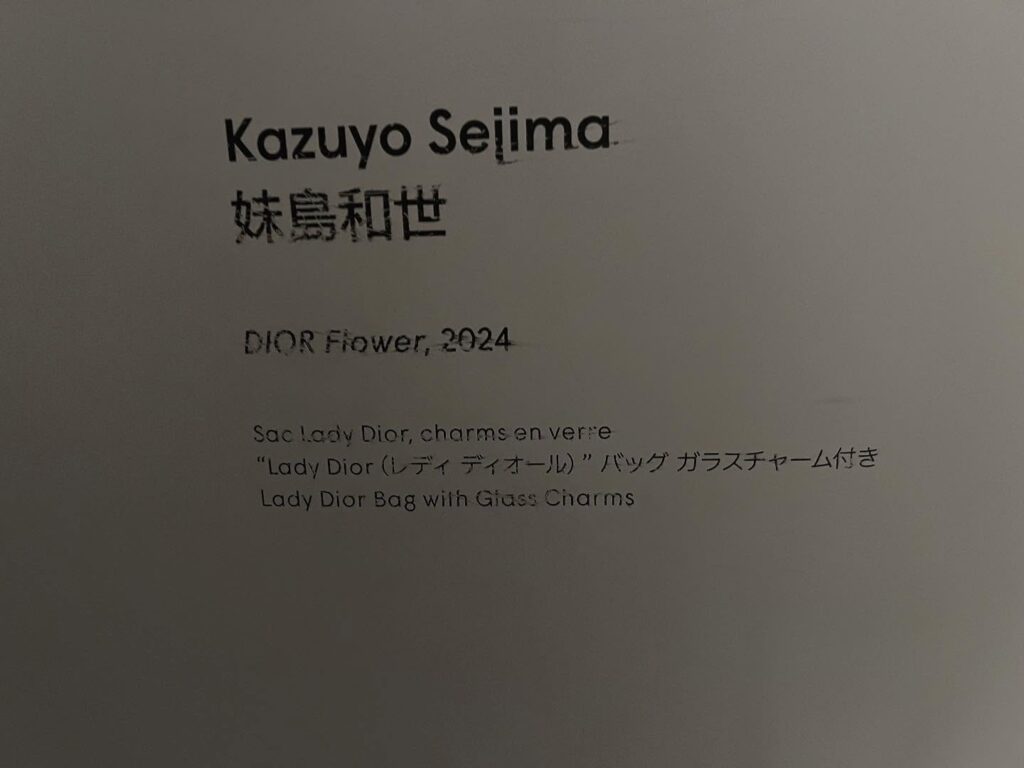 Kazuyo Sejima
妹島和世
DIOR Flower, 2024
Sac Lady Dior, charms en verre
“Lady Dior (レディ ディオール) ” バッグ ガラスチャーム付き
Lady Dior Bag with Glass Charms